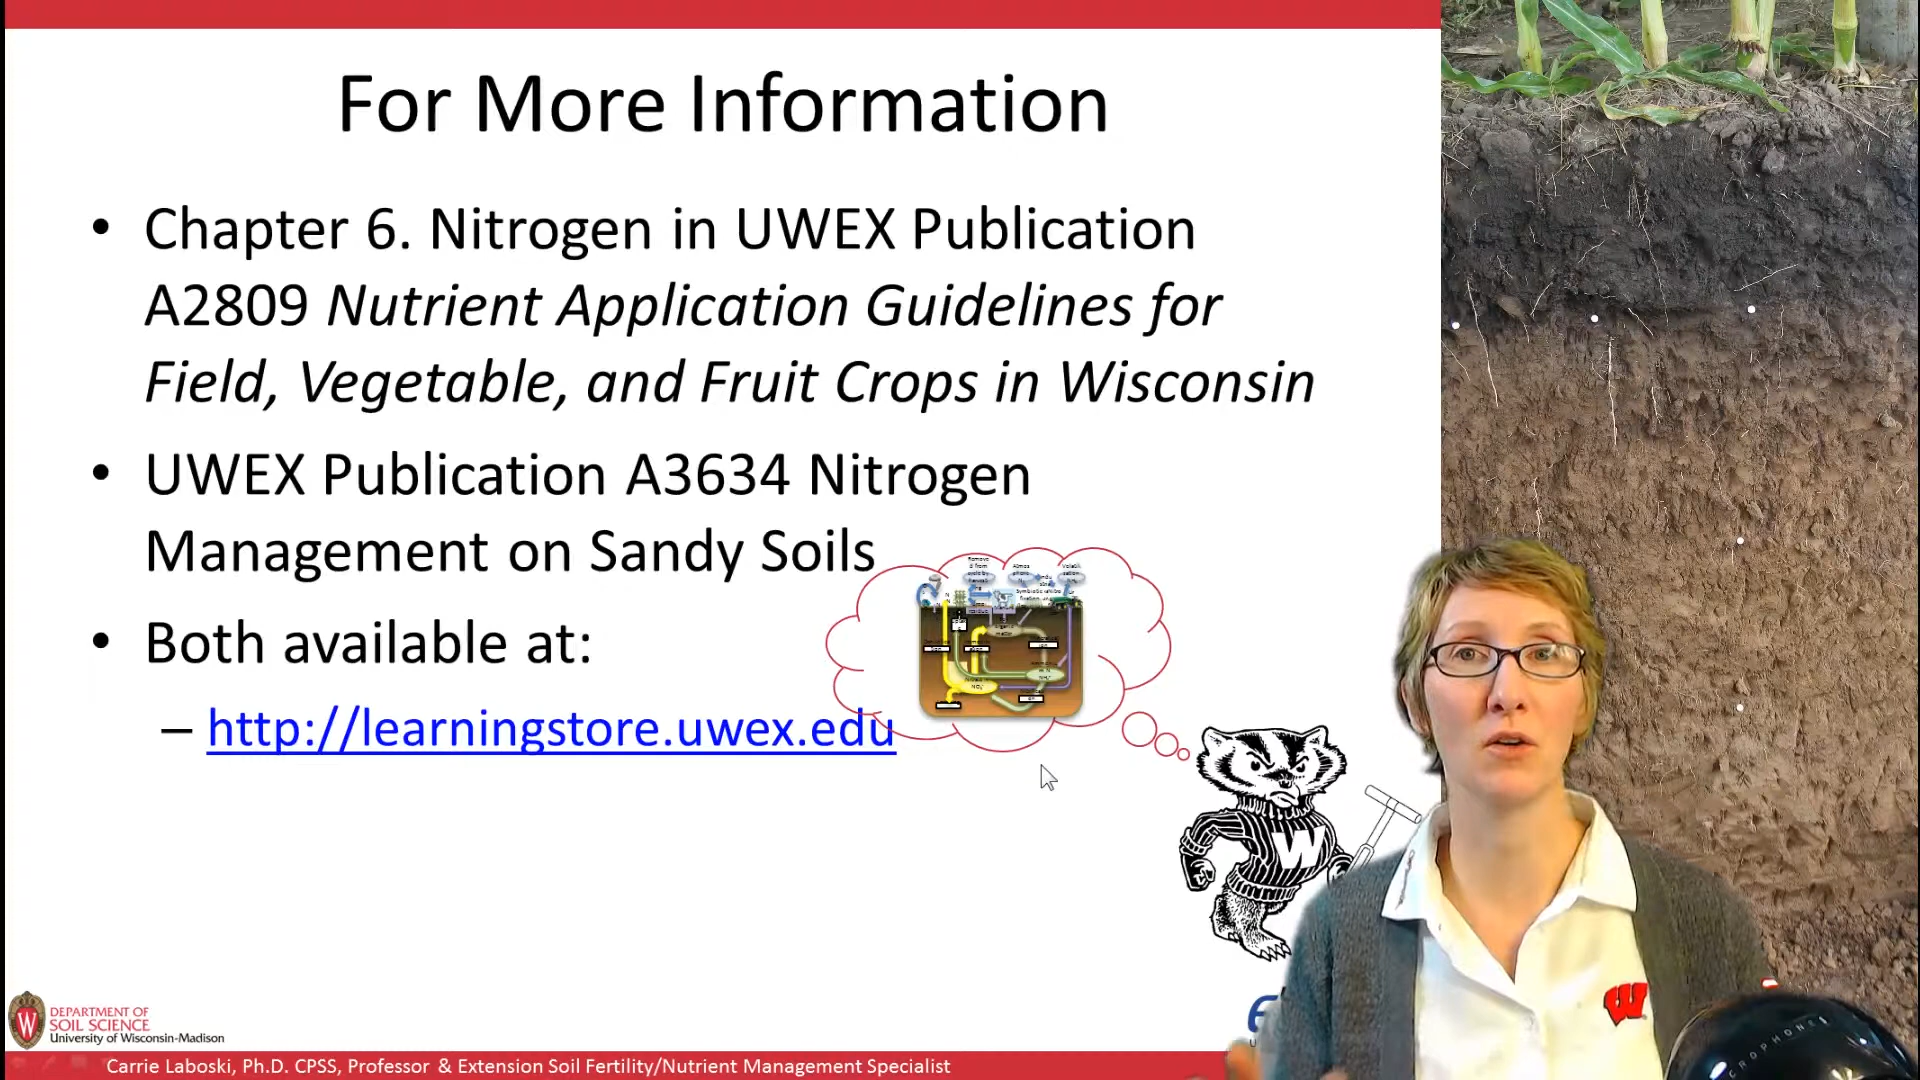 For More Information
• Chapter 6. Nitrogen in UWEX Publication
A2809 Nutrient Application Guidelines for
Field, Vegetable, and Fruit Crops in Wisconsin
• UWEX Publication A3634 Nitrogen
Management on Sandy Soils
• Both available at:
– http://learningstore.uwex.edu
W
W
W
DEPARTMENT OF
SOIL SCIENCE
University of Wisconsin-Madison
Carrie Laboski, Ph.D. CPSS, Professor & Extension Soil Fertility/Nutrient Management Specialist